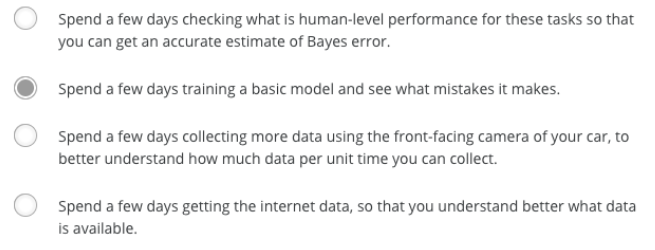 Spend a few days checking what is human-level performance for these tasks so that
you can get an accurate estimate of Bayes error.
Spend a few days training a basic model and see what mistakes it makes.
Spend a few days collecting more data using the front-facing camera of your car, to
better understand how much data per unit time you can collect.
Spend a few days getting the internet data, so that you understand better what data
is available.